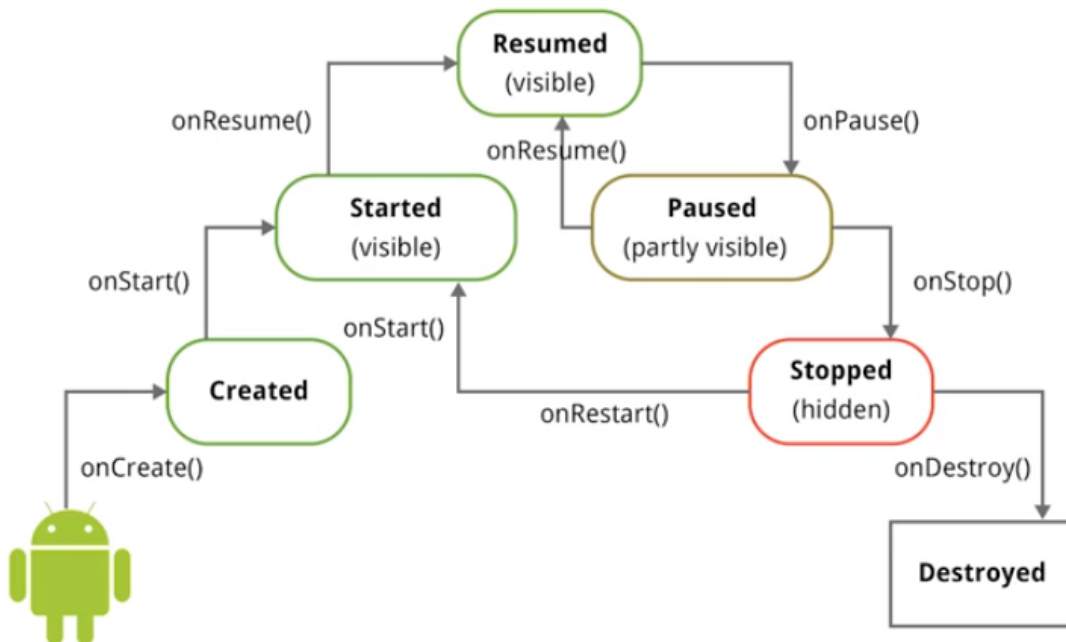 Resumed
(visible)
onResume()
onPause()
onResume()
Started
(visible)
Paused
(partly visible)
onStart()
onStop()
onStart()
Created
Stopped
(hidden)
onRestart()
onCreate()
onDestroy()
Destroyed